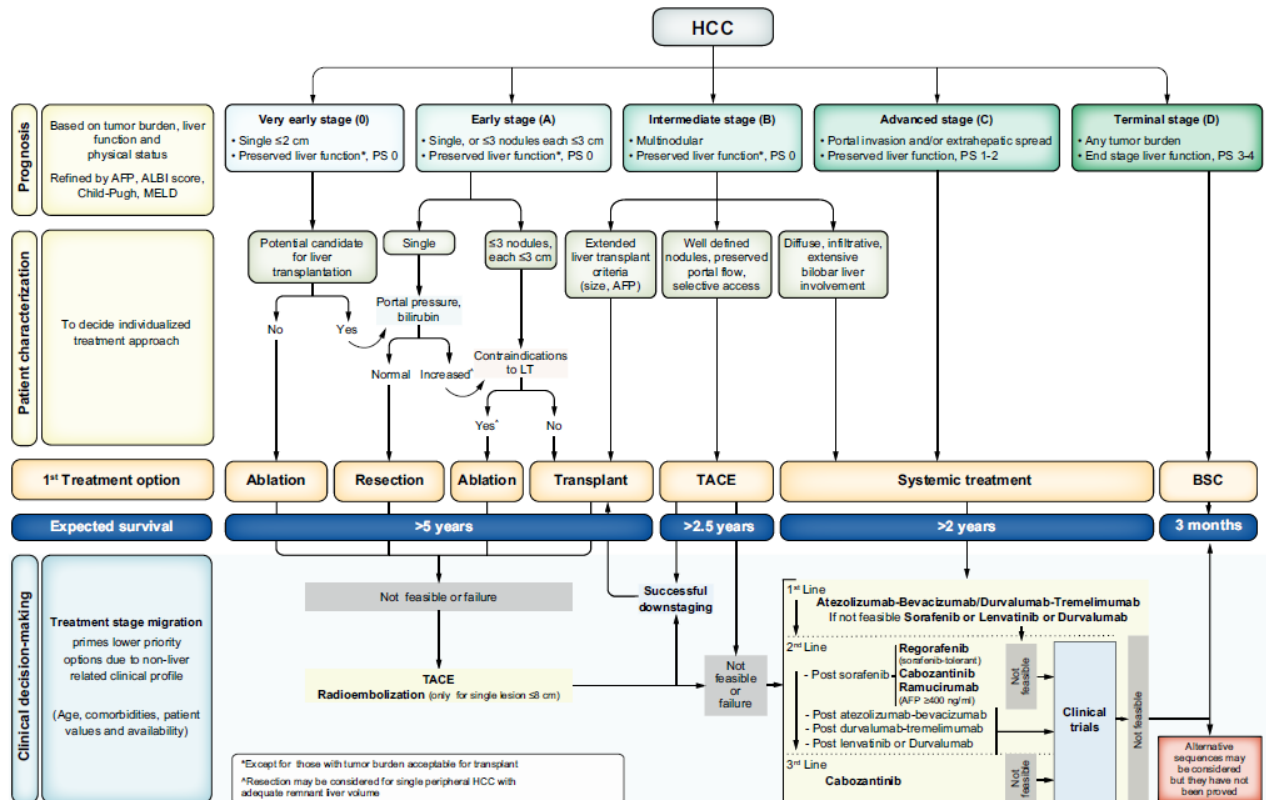 HCC
Prognosis
Based on tumor burden, liver
function and
physical status
Refined by AFP, ALBI score,
Child-Pugh, MELD
Very early stage (0)
• Single ≤2 cm
• Preserved liver function*, PS 0
Early stage (A)
• Single, or ≤3 nodules each ≤3 cm
• Preserved liver function*, PS 0
Intermediate stage (B)
• Multinodular
• Preserved liver function*, PS 0
Advanced stage (C)
• Portal invasion and/or extrahepatic spread
• Preserved liver function, PS 1-2
Terminal stage (D)
• Any tumor burden
• End stage liver function, PS 3-4
Patient characterization
To decide individualized
treatment approach
Potential candidate
for liver
transplantation
No
Yes
Single
Portal pressure,
bilirubin
Normal
Increased^
≤3 nodules,
each ≤3 cm
Contraindications
to LT
Yes^
No
Extended
liver transplant
criteria
(size, AFP)
Well defined
nodules, preserved
portal flow,
selective access
Diffuse, infiltrative,
extensive
bilobar liver
involvement
1st Treatment option
Ablation
Resection
Ablation
Transplant
TACE
Systemic treatment
BSC
Expected survival
>5 years
>2.5 years
>2 years
3 months
Clinical decision-making
Treatment stage migration
primes lower priority
options due to non-liver
related clinical profile
(Age, comorbidities, patient
values and availability)
Not feasible or failure
TACE
Radioembolization (only for single lesion ≤8 cm)
Successful
downstaging
Not
feasible
or
failure
1st Line
Atezolizumab-Bevacizumab/Durvalumab-Tremelimumab
If not feasible Sorafenib or Lenvatinib or Durvalumab
2nd Line
- Post sorafenib
Regorafenib
(sorafenib-tolerant)
Cabozantinib
Ramucirumab
(AFP ≥400 ng/ml)
- Post atezolizumab-bevacizumab
- Post durvalumab-tremelimumab
- Post lenvatinib or Durvalumab
3rd Line
Cabozantinib
Not
feasible
Not
feasible
Clinical
trials
Not feasible
Alternative
sequences may
be considered
but they have not
been proved
*Except for those with tumor burden acceptable for transplant
^Resection may be considered for single peripheral HCC with
adequate remnant liver volume